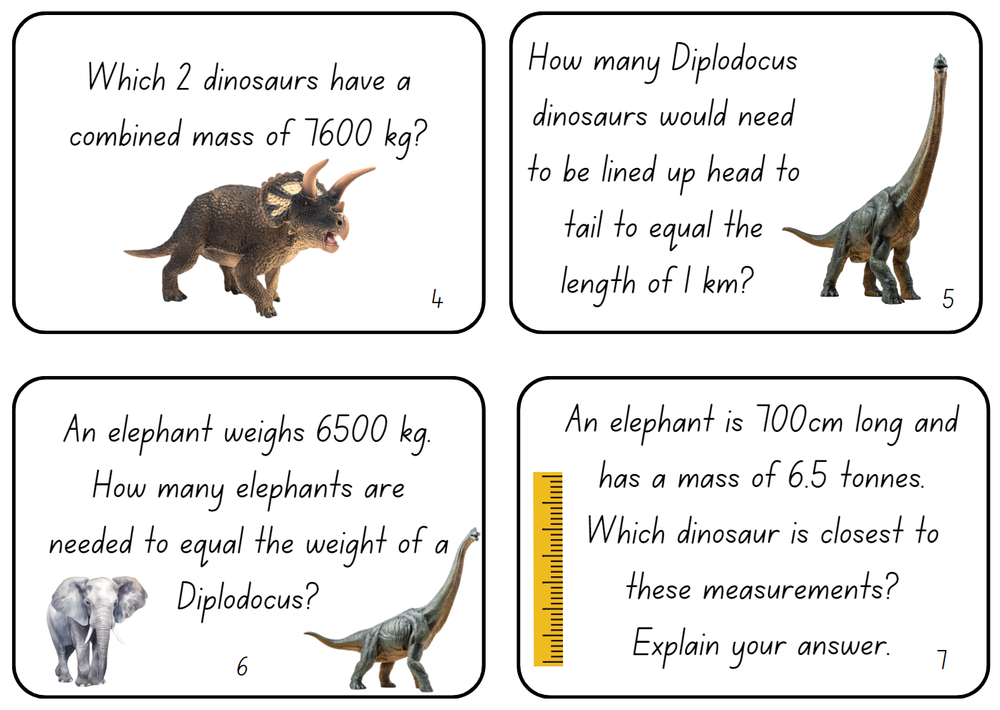 Which 2 dinosaurs have a
combined mass of 7600 kg?
4
How many Diplodocus
dinosaurs would need
to be lined up head to
tail to equal the
length of 1 km?
5
An elephant weighs 6500 kg.
How many elephants are
needed to equal the weight of a
Diplodocus?
6
An elephant is 700cm long and
has a mass of 6.5 tonnes.
Which dinosaur is closest to
these measurements?
Explain your answer.
7